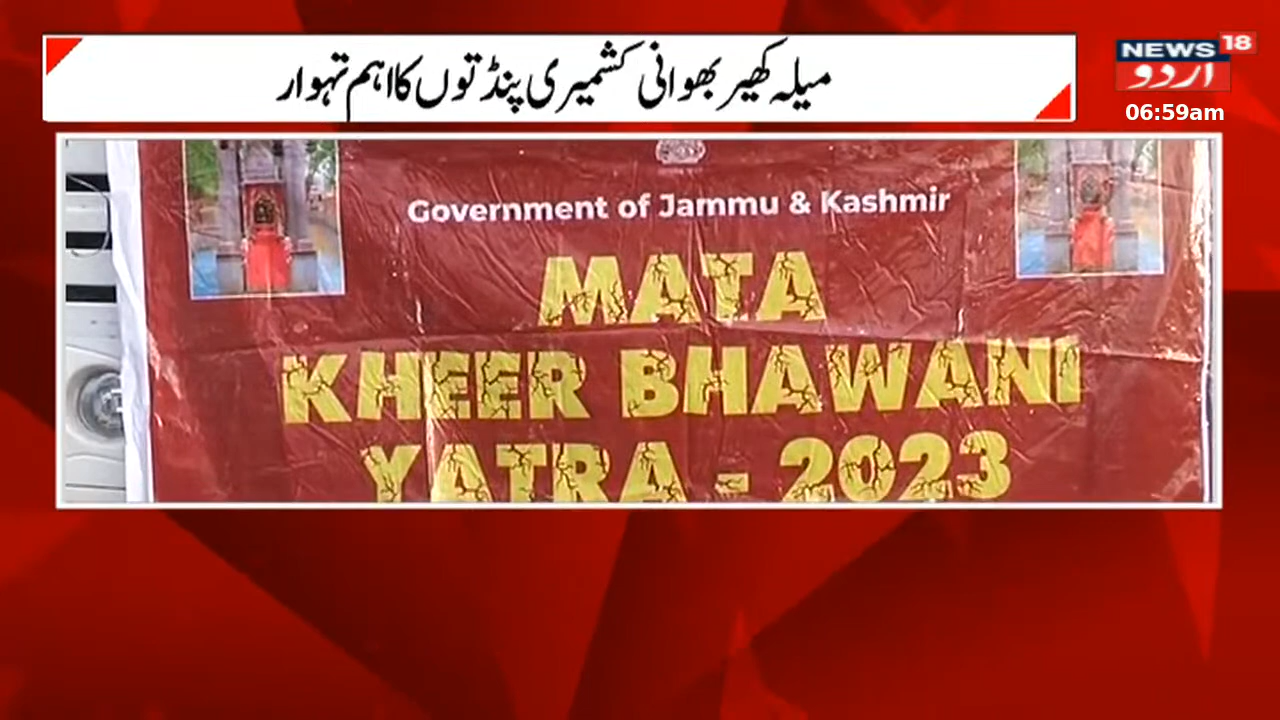 میلہ کھیر بھوانی کشمیری پنڈتوں کا اہم تہوار
NEWS 18
اردو
06:59am
Government of Jammu & Kashmir
MATA
KHEER BHAWANI
YATRA - 2023